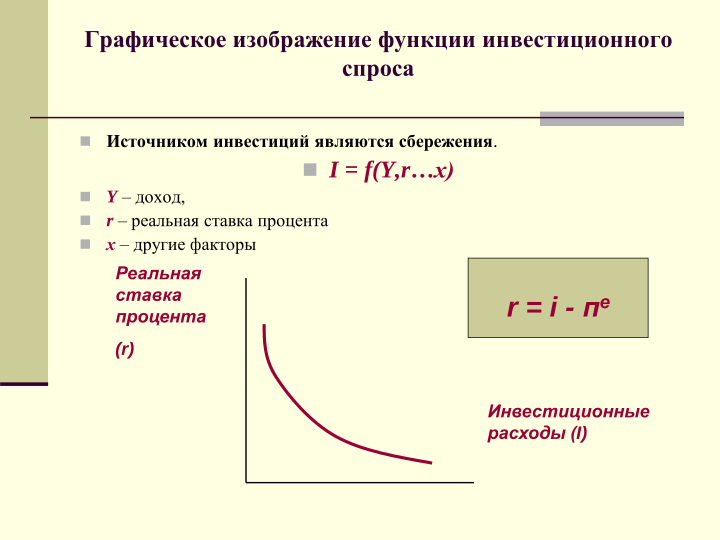 Графическое изображение функции инвестиционного
спроса
Источником инвестиций являются сбережения.
I = f(Y,r…x)
Y – доход,
r – реальная ставка процента
x – другие факторы
Реальная
ставка
процента
(r)
r = i - πe
Инвестиционные
расходы (I)